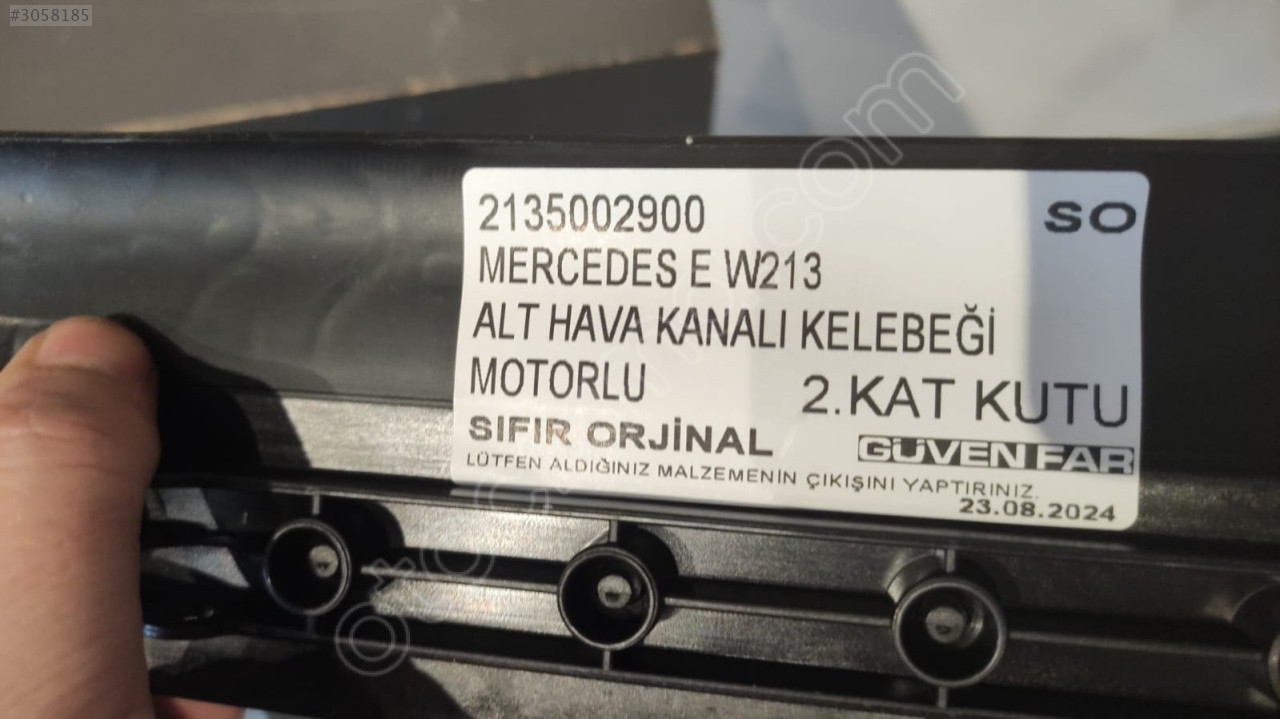 #3058185
2135002900 SO
MERCEDES E W213
ALT HAVA KANALI KELEBEĞİ
MOTORLU 2.KAT KUTU
SIFIR ORJİNAL GÜVEN FAR
LÜTFEN ALDIĞINIZ MALZEMENİN ÇIKIŞINI YAPTIRINIZ.
23.08.2024